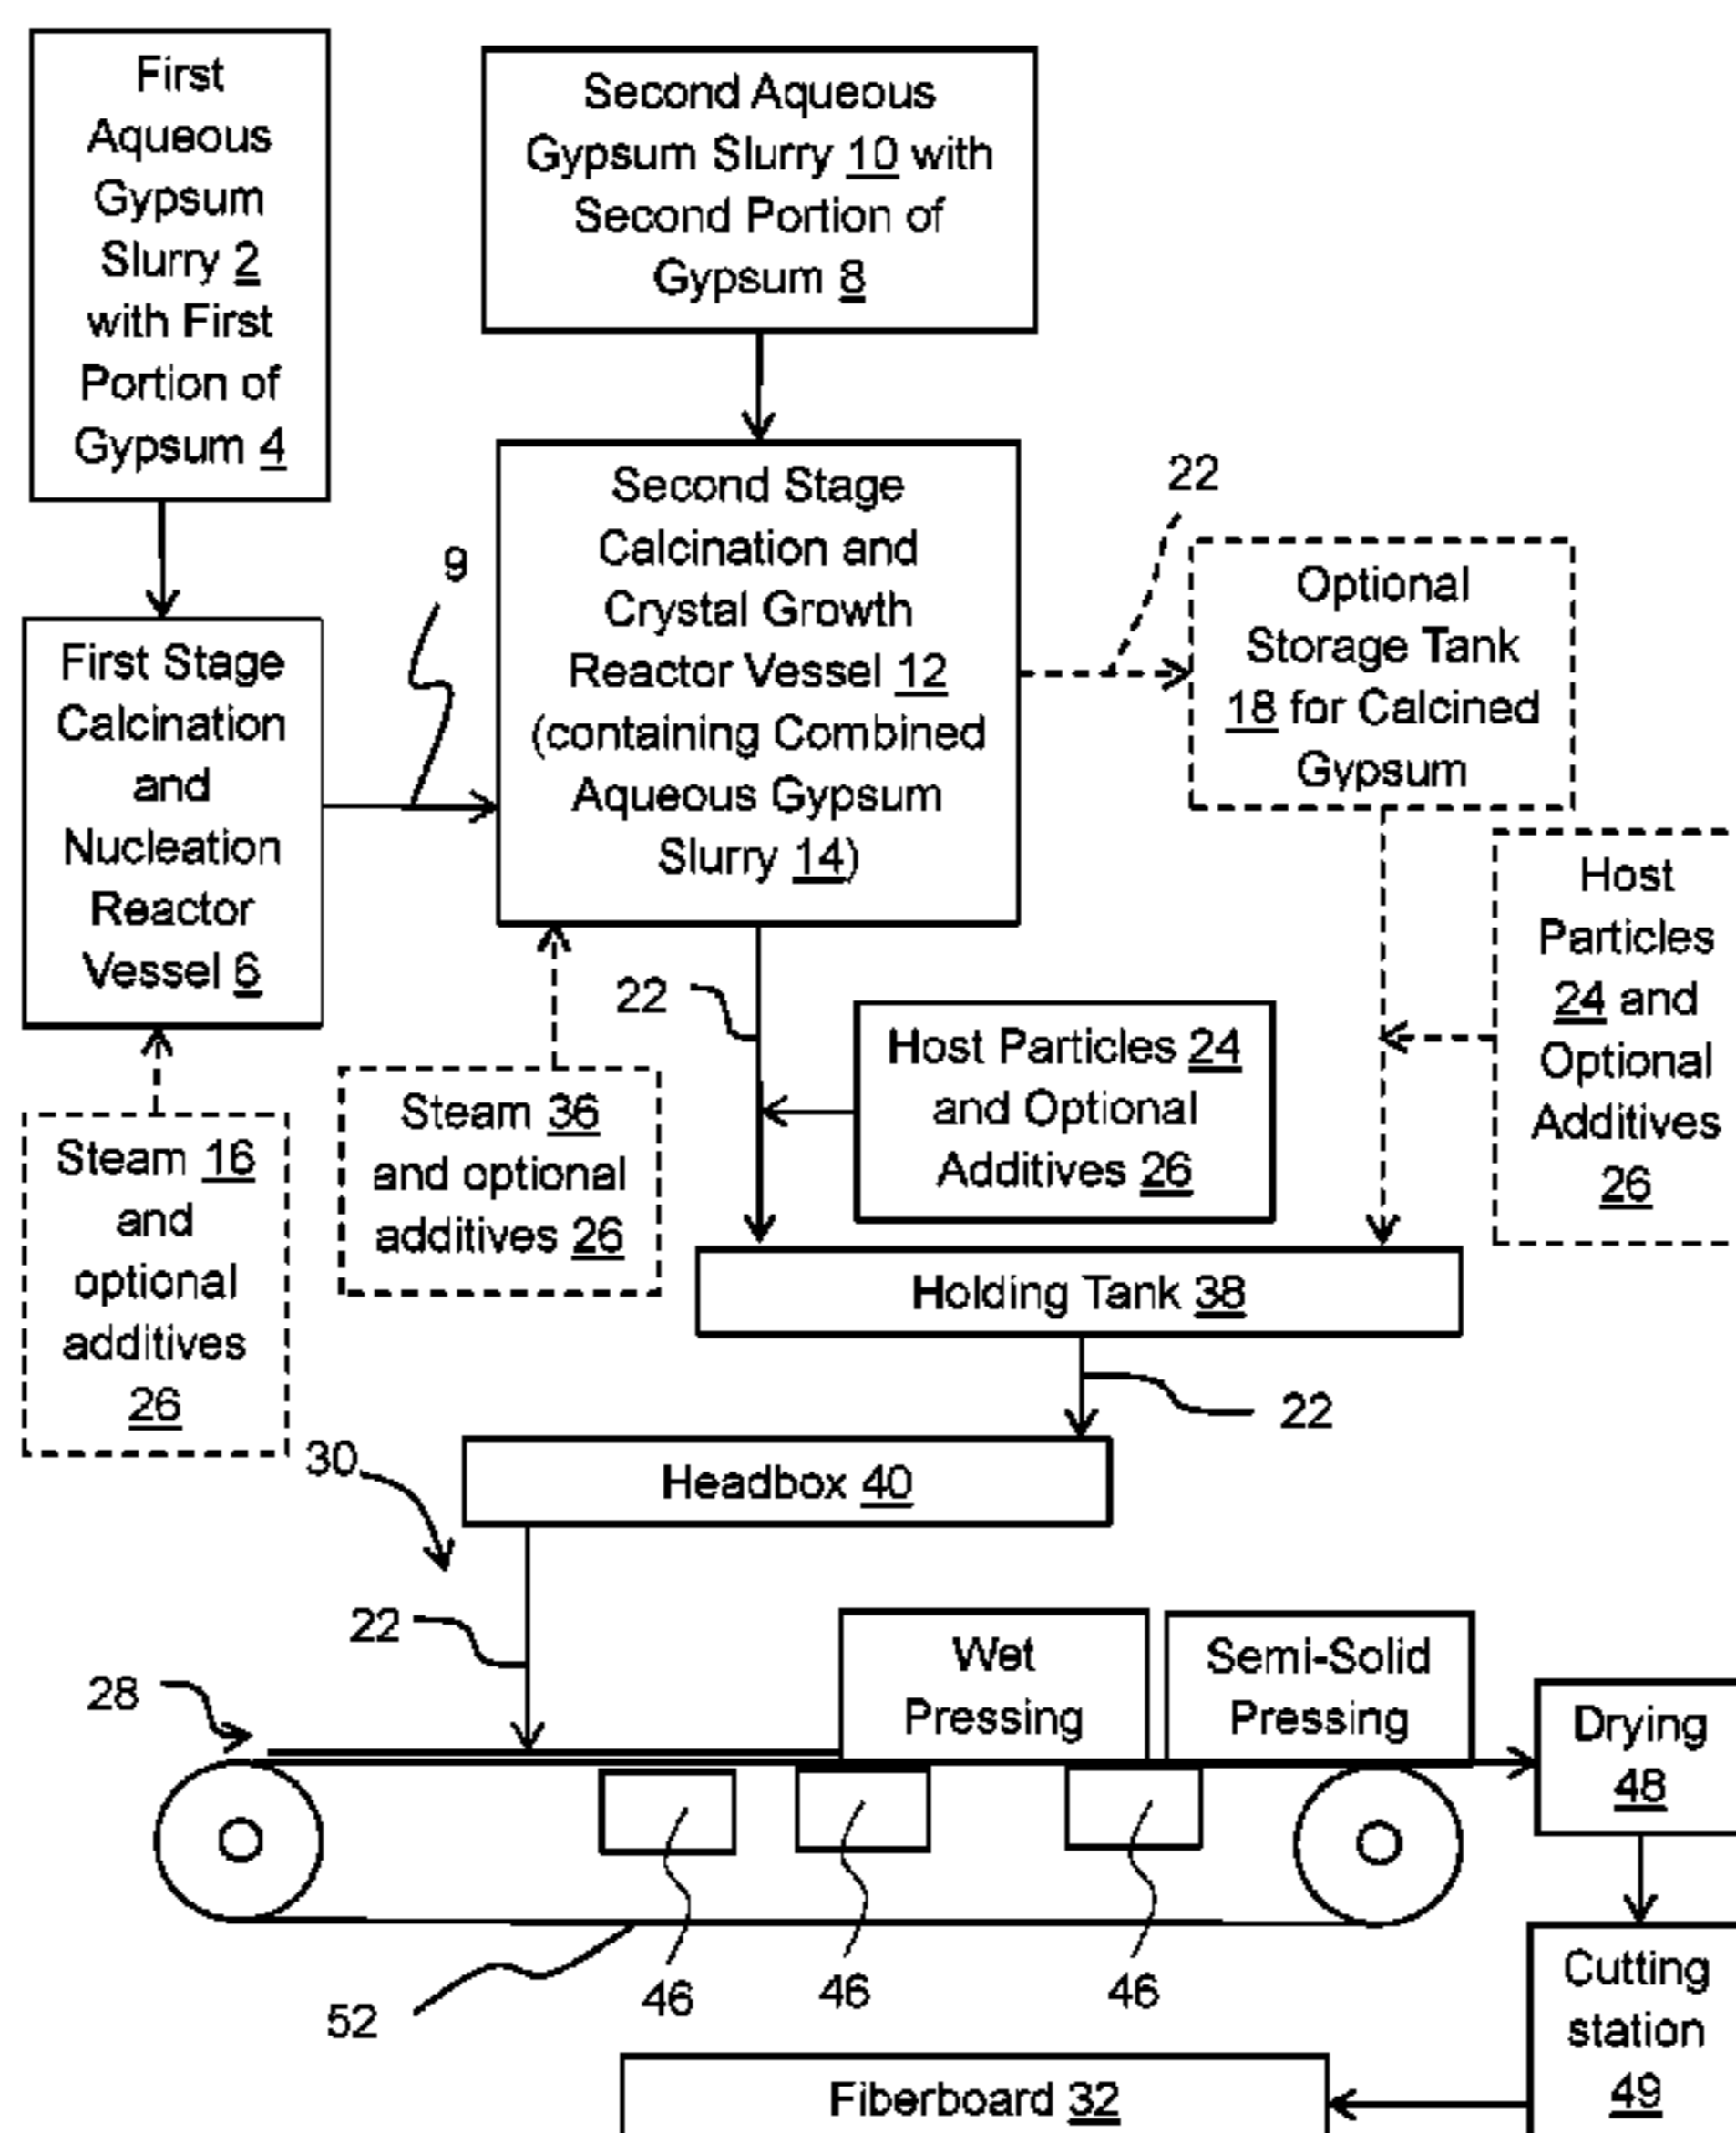 First
Aqueous
Gypsum
Slurry 2
with First
Portion of
Gypsum 4
Second Aqueous
Gypsum Slurry 10 with
Second Portion of
Gypsum 8
First Stage
Calcination
and
Nucleation
Reactor
Vessel 6
9
Second Stage
Calcination and
Crystal Growth
Reactor Vessel 12
(containing Combined
Aqueous Gypsum
Slurry 14)
22
Optional
Storage Tank
18 for Calcined
Gypsum
Host
Particles
24 and
Optional
Additives
26
Steam 16
and
optional
additives
26
Steam 36
and optional
additives 26
22
Host Particles 24
and Optional
Additives 26
Holding Tank 38
22
Headbox 40
30
22
28
Wet
Pressing
Semi-Solid
Pressing
Drying
48
46
46
46
52
Cutting
station
49
Fiberboard 32